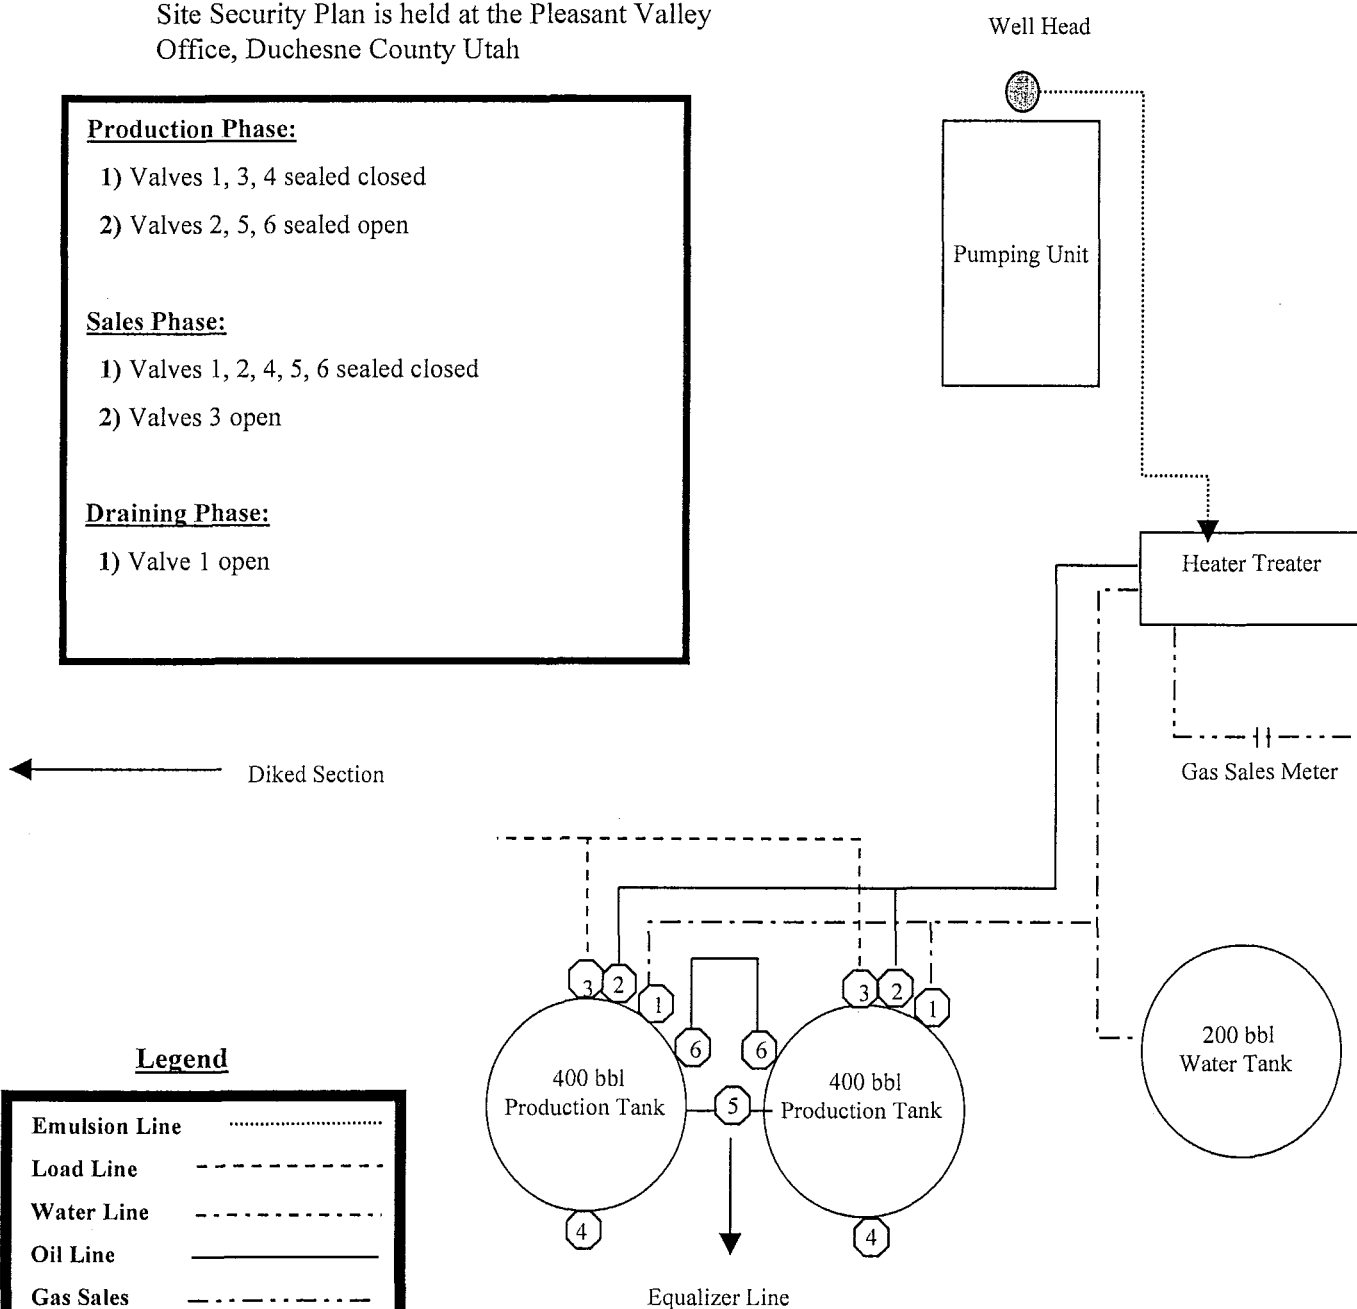 Site Security Plan is held at the Pleasant Valley
Office, Duchesne County Utah
Well Head
Production Phase:
1) Valves 1, 3, 4 sealed closed
2) Valves 2, 5, 6 sealed open
Pumping Unit
Sales Phase:
1) Valves 1, 2, 4, 5, 6 sealed closed
2) Valves 3 open
Draining Phase:
1) Valve 1 open
Heater Treater
Gas Sales Meter
Diked Section
3 2 1 3 2 1
6 6
400 bbl
Production Tank
5
400 bbl
Production Tank
200 bbl
Water Tank
4 4
Equalizer Line
Legend
Emulsion Line
Load Line
Water Line
Oil Line
Gas Sales